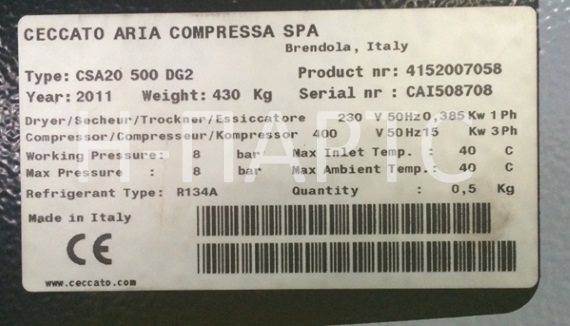 CECCATO ARIA COMPRESSA SPA
Brendola, Italy
Type: CSA20 500 DG2 Product nr: 4152007058
Year: 2011 Weight: 430 Kg Serial nr : CAI508708
Dryer/Secheur/Trockner/Essiccatore 230 V 50Hz 0,385 Kw 1 Ph
Compressor/Compresseur/Kompressor 400 V 50Hz 15 Kw 3 Ph
Working Pressure: 8 bar Max Inlet Temp. : 40 C
Max Pressure : 8 bar Max Ambient Temp.: 40 C
Refrigerant Type: R134A Quantity : 0,5 Kg
Made in Italy
CE
www.ceccato.com